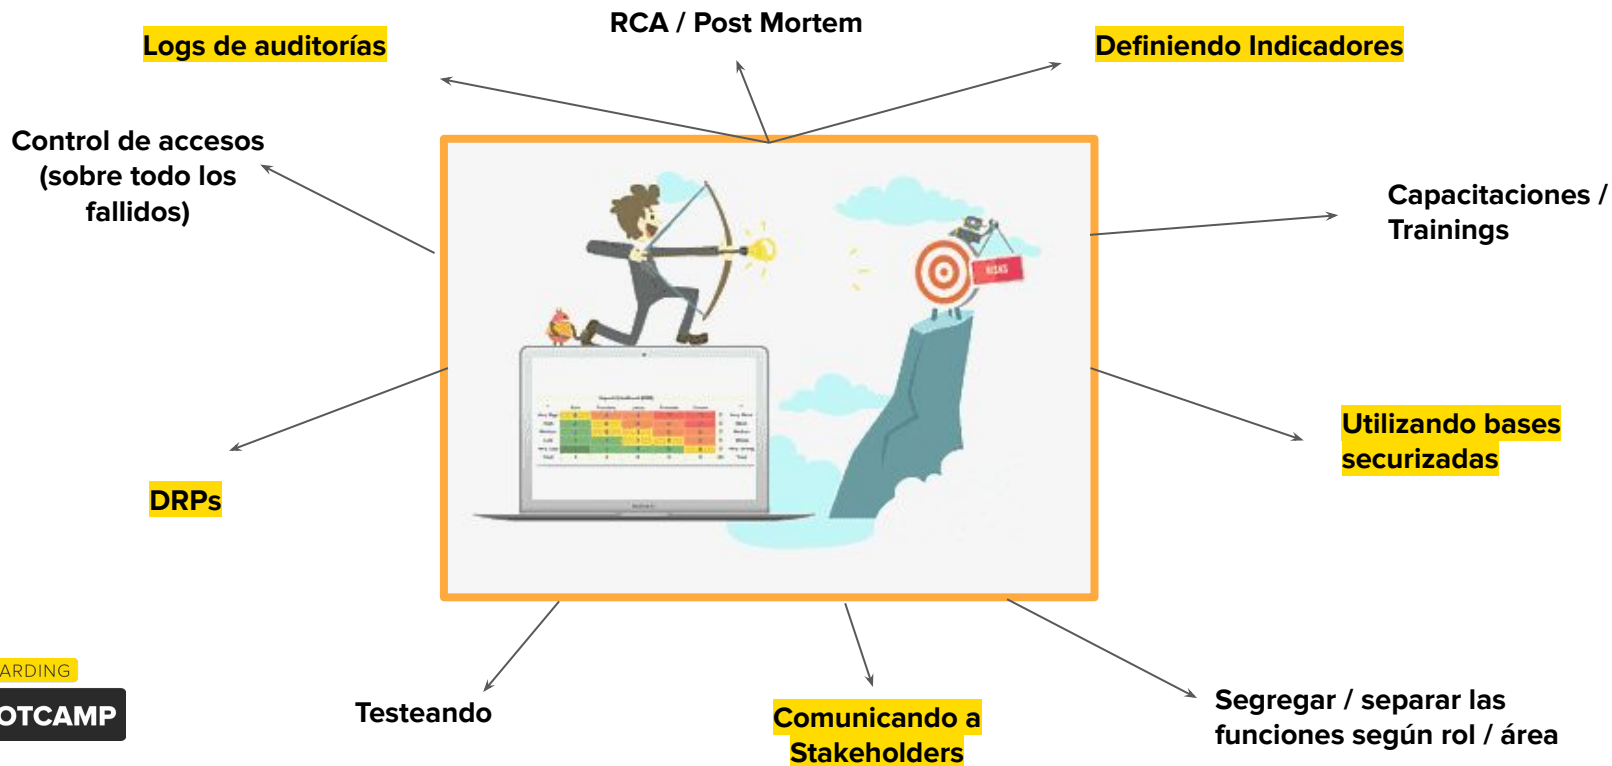 RCA / Post Mortem
Logs de auditorías
Definiendo Indicadores
Control de accesos
(sobre todo los
fallidos)
Capacitaciones /
Trainings
RISKS
Utilizando bases
securizadas
DRPs
ARDING
OTCAMP
Testeando
Comunicando a
Stakeholders
Segregar / separar las
funciones según rol / área